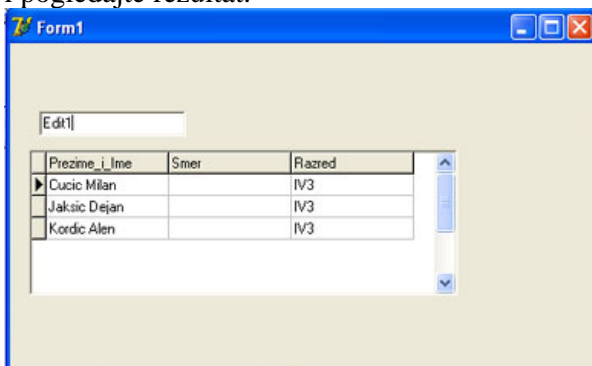 i pogledajte rezultat.
Form1
Edit1
Prezime_i_Ime Smer Razred
Cucic Milan IV3
Jaksic Dejan IV3
Kordic Alen IV3